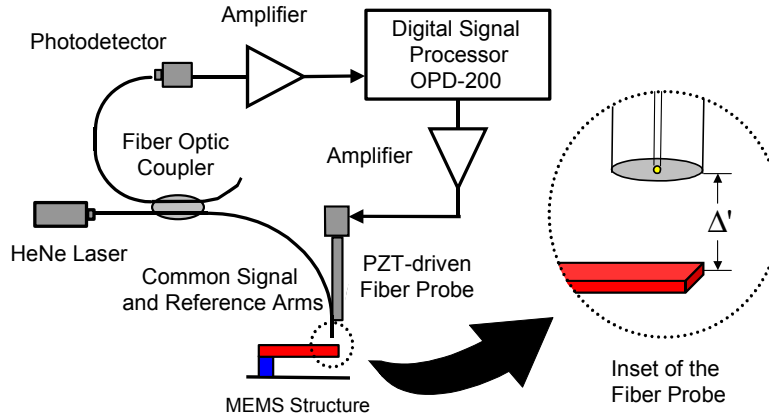 Amplifier
Photodetector
Digital Signal
Processor
OPD-200
Fiber Optic
Coupler
Amplifier
HeNe Laser
Common Signal
and Reference Arms
PZT-driven
Fiber Probe
Δ'
MEMS Structure
Inset of the
Fiber Probe